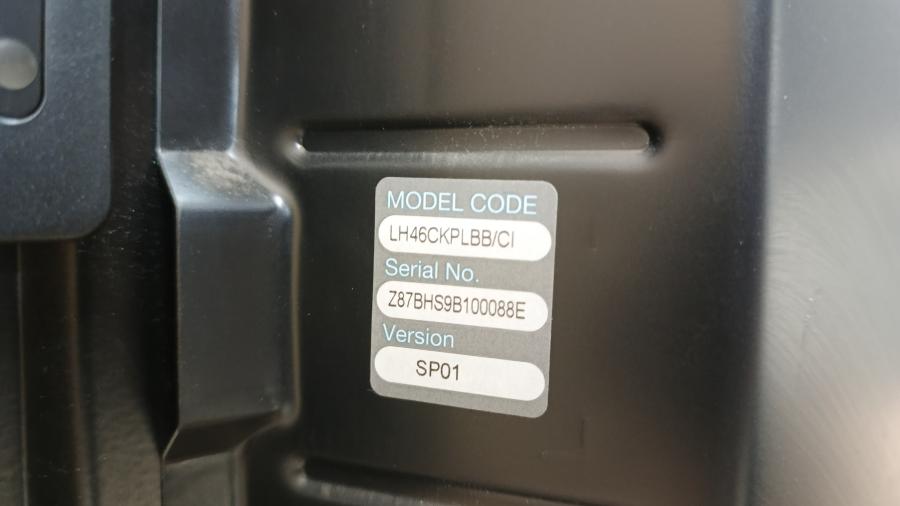 MODEL CODE
LH46CKPLBB/CI
Serial No.
Z87BHS9B100088E
Version
SP01